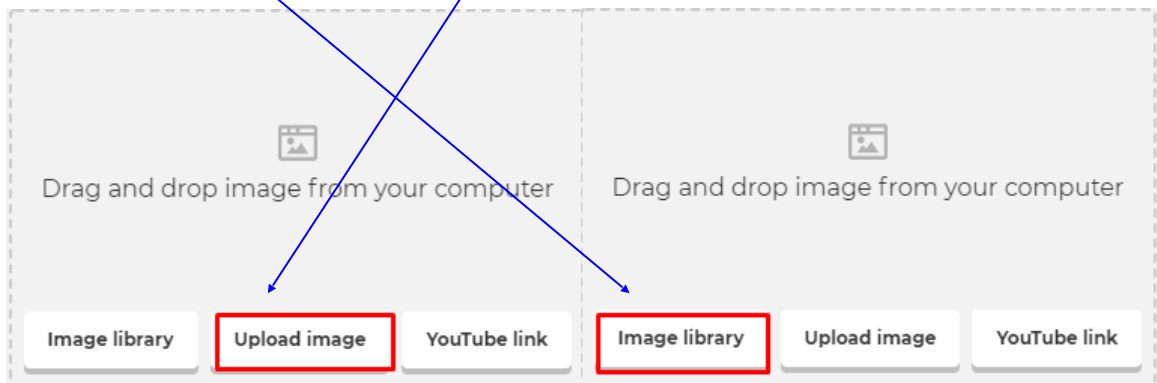 Drag and drop image from your computer
Image library
Upload image
YouTube link
Drag and drop image from your computer
Image library
Upload image
YouTube link